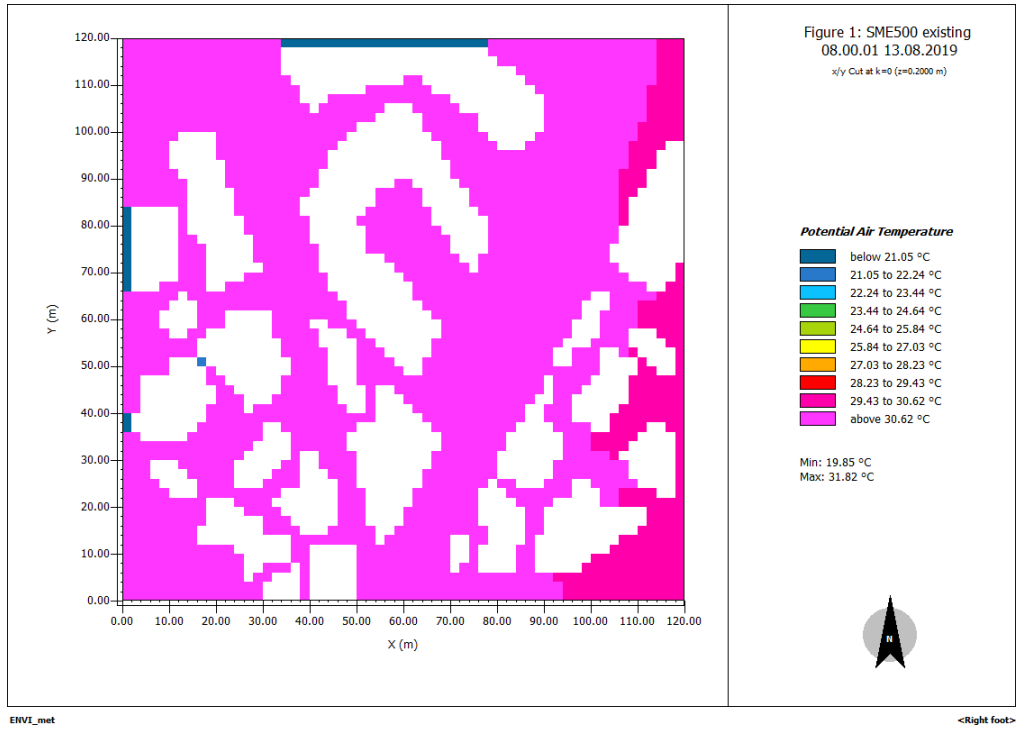 Figure 1: SME500 existing
08.00.01 13.08.2019
x/y Cut at k=0 (z=0.2000 m)
120.00
110.00
100.00
90.00
80.00
70.00
60.00
50.00
40.00
30.00
20.00
10.00
0.00
Y (m)
0.00 10.00 20.00 30.00 40.00 50.00 60.00 70.00 80.00 90.00 100.00 110.00 120.00
X (m)
Potential Air Temperature
below 21.05 °C
21.05 to 22.24 °C
22.24 to 23.44 °C
23.44 to 24.64 °C
24.64 to 25.84 °C
25.84 to 27.03 °C
27.03 to 28.23 °C
28.23 to 29.43 °C
29.43 to 30.62 °C
above 30.62 °C
Min: 19.85 °C
Max: 31.82 °C
N
ENVI_met
<Right foot>